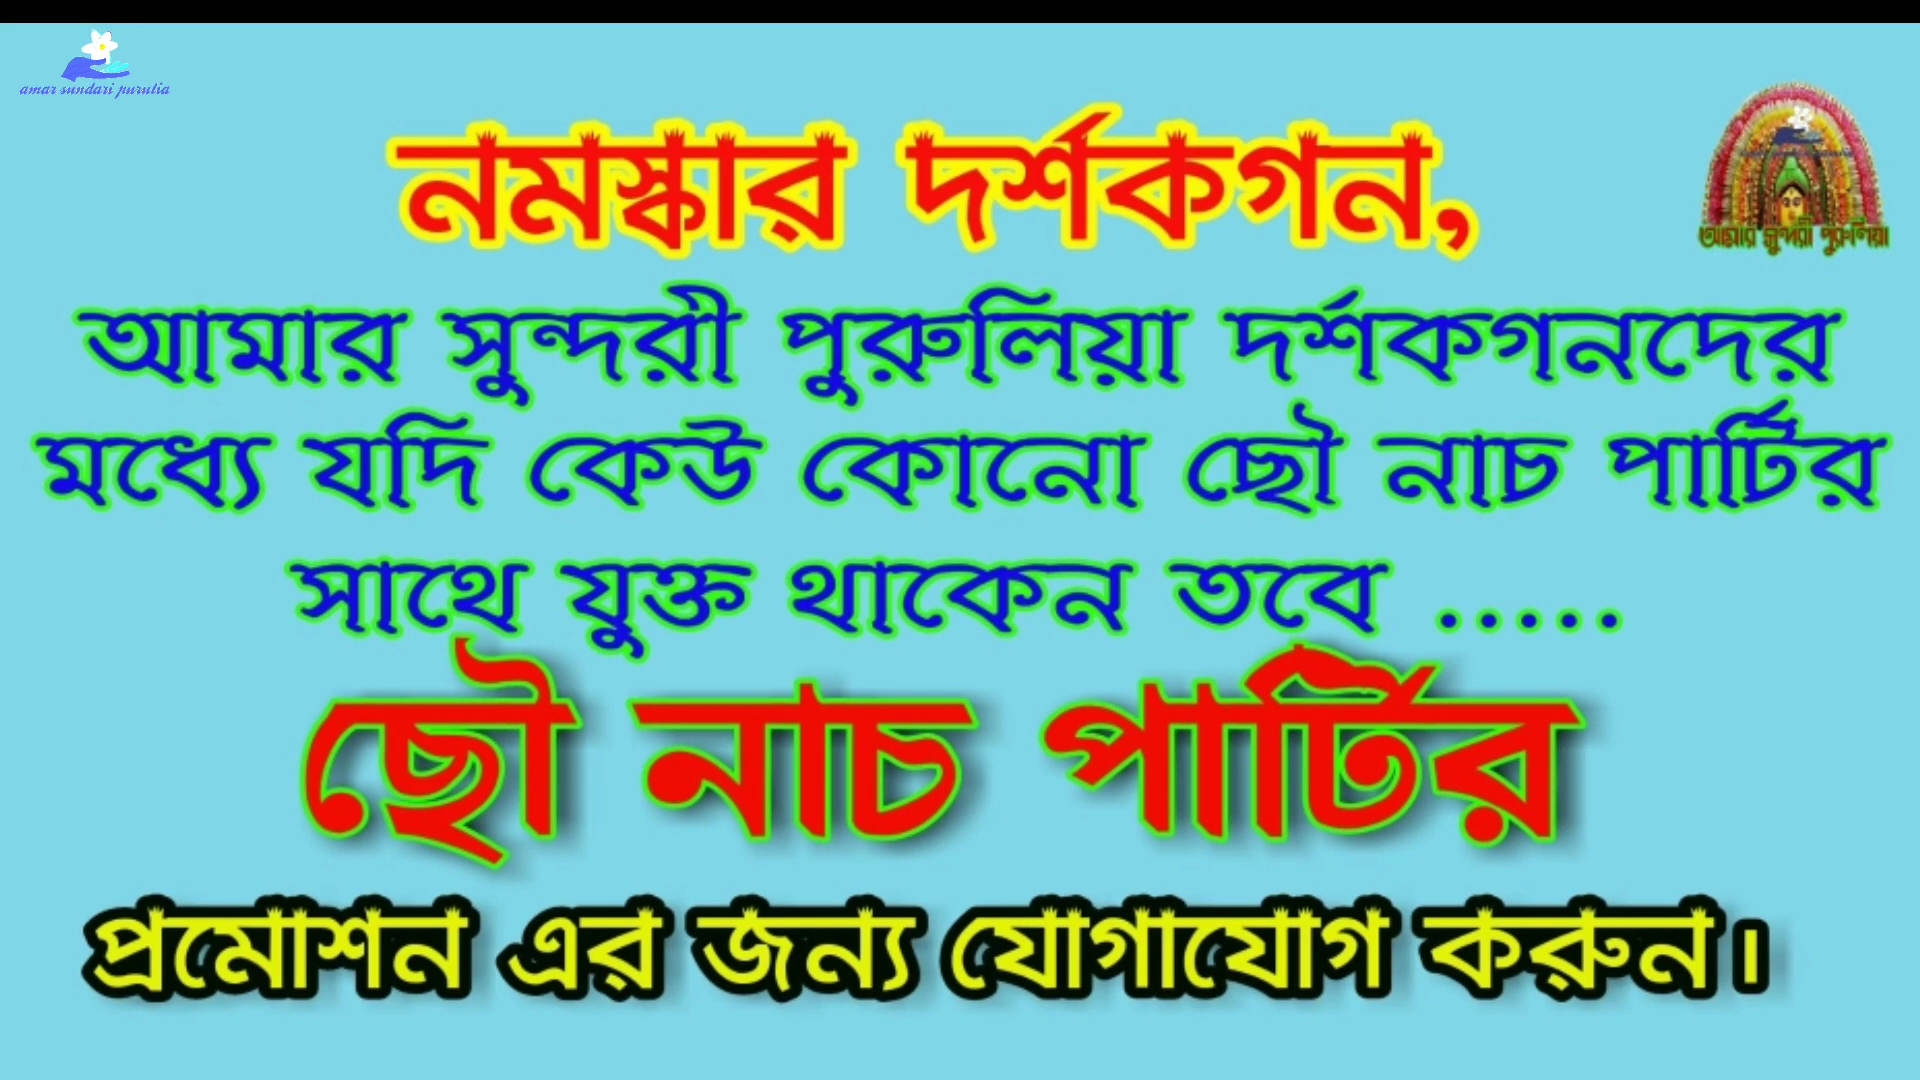 amar sundari purulia
নমস্কার দর্শকগন,
আমার সুন্দরী পুরুলিয়া
আমার সুন্দরী পুরুলিয়া দর্শকগনদের
মধ্যে যদি কেউ কোনো ছৌ নাচ পার্টির
সাথে যুক্ত থাকেন তবে .....
ছৌ নাচ পার্টির
প্রমোশন এর জন্য যোগাযোগ করুন।